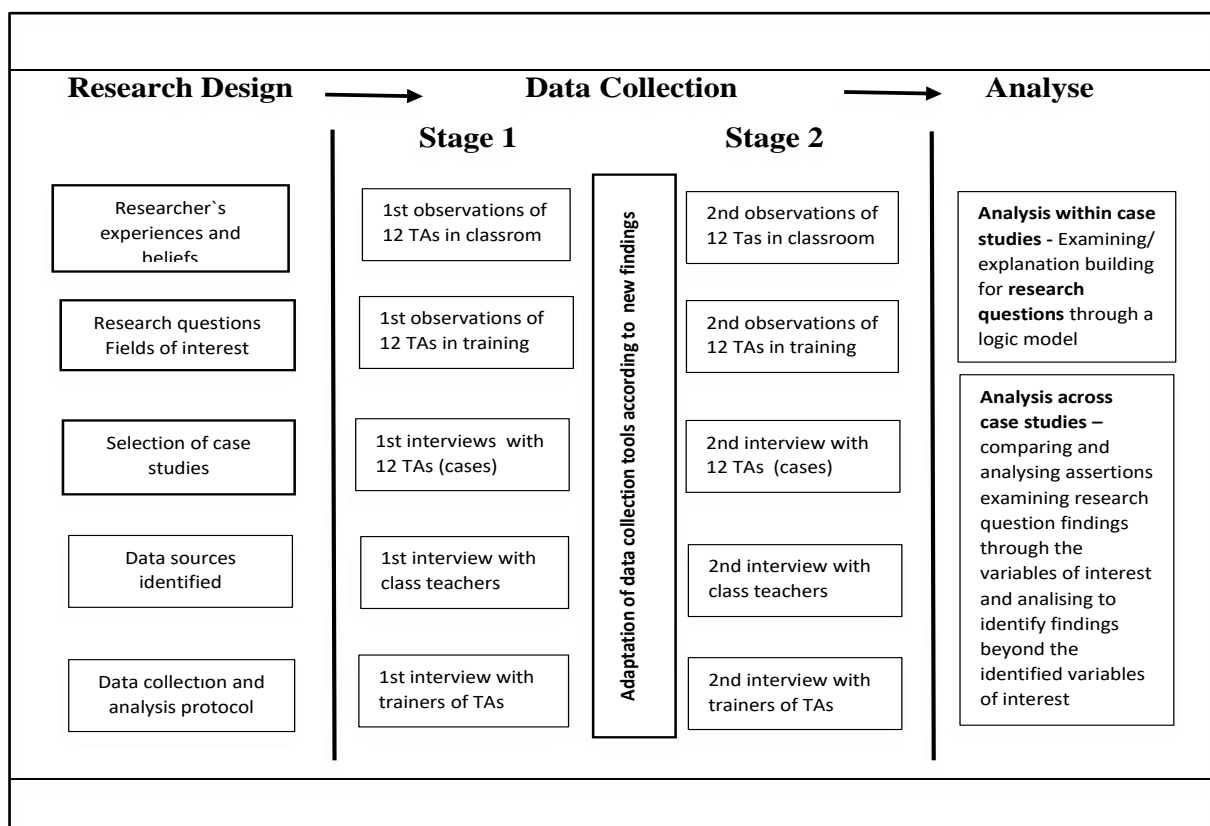 Research Design
Data Collection
Analyse
Stage 1
Stage 2
Researcher`s
experiences and
beliefs
Research questions
Fields of interest
Selection of case
studies
Data sources
identified
Data collectıon and
analysis protocol
1st observations of
12 TAs in classrom
1st observations of
12 TAs in training
1st interviews with
12 TAs (cases)
1st interview with
class teachers
1st interview with
trainers of TAs
Adaptation of data collection tools according to new findings
2nd observations of
12 Tas in classroom
2nd observations of
12 TAs in training
2nd interview with
12 TAs (cases)
2nd interview with
class teachers
2nd interview with
trainers of TAs
Analysis within case
studies - Examining/
explanation building
for research
questions through a
logic model
Analysis across
case studies –
comparing and
analysing assertions
examining research
question findings
through the
variables of interest
and analising to
identify findings
beyond the
identified variables
of interest